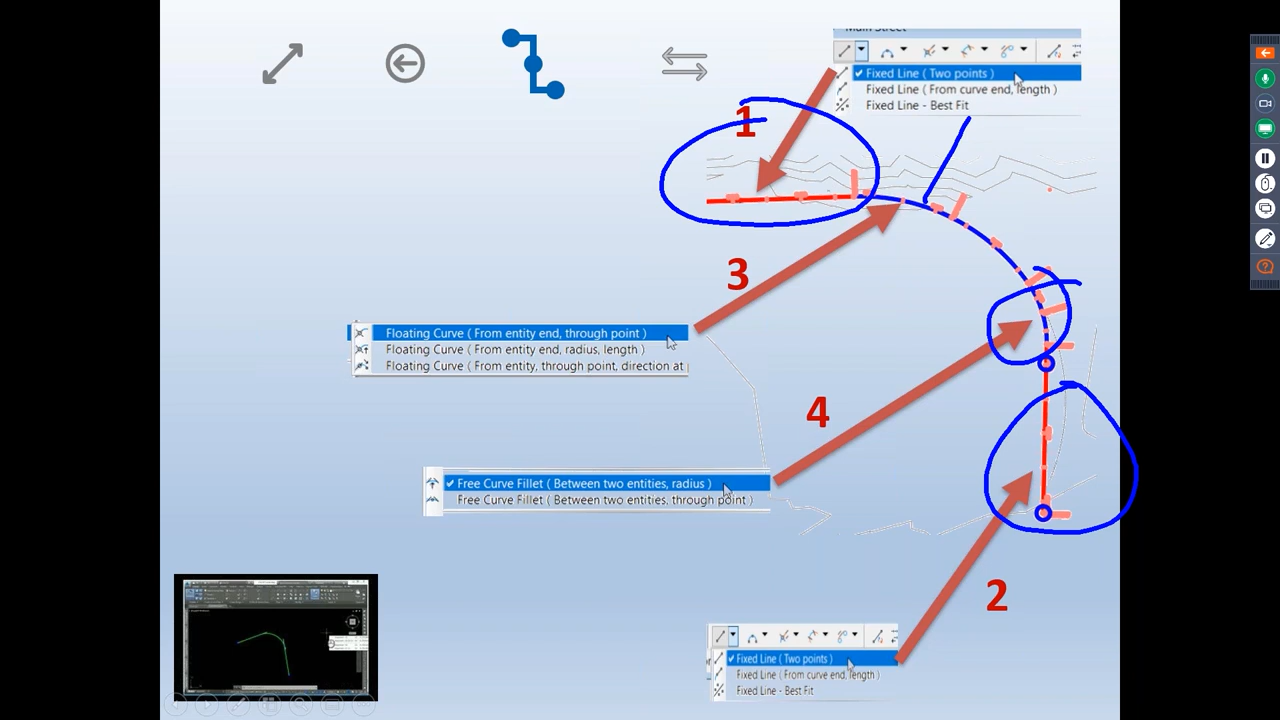 Main Street
Fixed Line ( Two points )
Fixed Line ( From curve end, length )
Fixed Line - Best Fit
1
3
Floating Curve ( From entity end, through point )
Floating Curve ( From entity end, radius, length )
Floating Curve ( From entity, through point, direction at
4
Free Curve Fillet ( Between two entities, radius )
Free Curve Fillet ( Between two entities, through point )
2
Fixed Line ( Two points )
Fixed Line ( From curve end, length )
Fixed Line - Best Fit